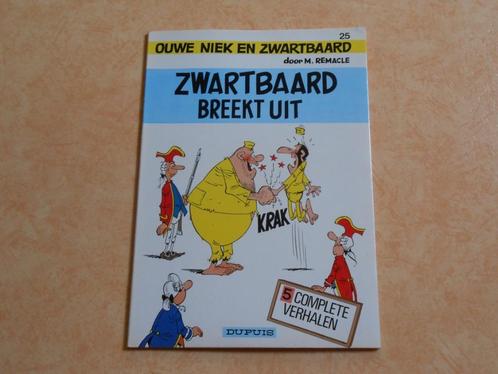 25
OUWE NIEK EN ZWARTBAARD
door M. REMACLE
ZWARTBAARD
BREEKT UIT
KRAK
5 COMPLETE
VERHALEN
DUPUIS